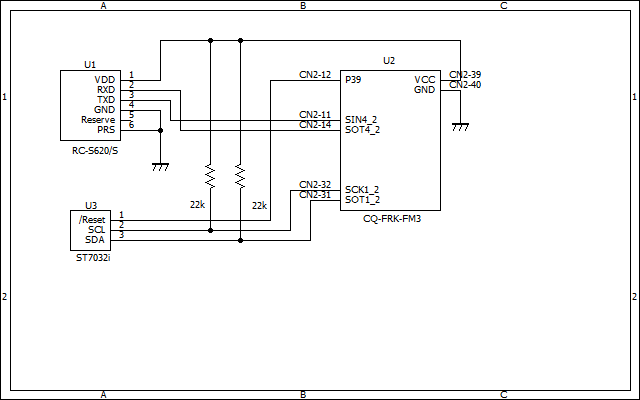 A B C
U1
VDD 1
RXD 2
TXD 3
GND 4
Reserve 5
PRS 6
RC-S620/S
U2
CN2-12 P39
CN2-11 SIN4_2
CN2-14 SOT4_2
CN2-32 SCK1_2
CN2-31 SOT1_2
VCC CN2-39
GND CN2-40
CQ-FRK-FM3
1 1
22k 22k
U3
/Reset 1
SCL 2
SDA 3
ST7032i
2 2
A B C